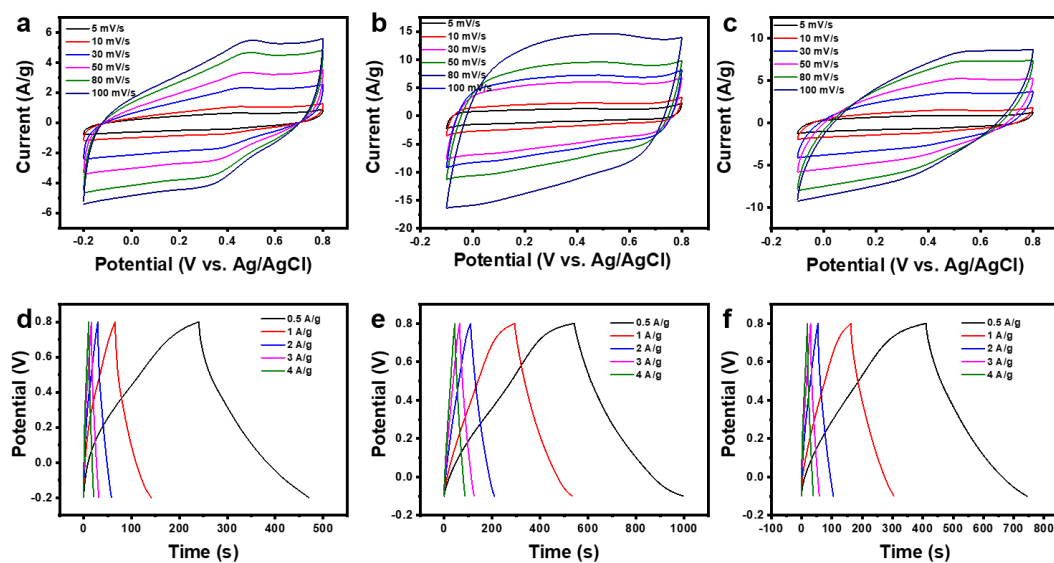 a
5 mV/s
10 mV/s
30 mV/s
50 mV/s
80 mV/s
100 mV/s
6
4
2
0
-2
-4
-6
-0.2 0.0 0.2 0.4 0.6 0.8
Current (A/g)
Potential (V vs. Ag/AgCl)
b
5 mV/s
10 mV/s
30 mV/s
50 mV/s
80 mV/s
100 mV/s
15
10
5
0
-5
-10
-15
-20
-0.2 0.0 0.2 0.4 0.6 0.8
Current (A/g)
Potential (V vs. Ag/AgCl)
c
5 mV/s
10 mV/s
30 mV/s
50 mV/s
80 mV/s
100 mV/s
10
5
0
-5
-10
-0.2 0.0 0.2 0.4 0.6 0.8
Current (A/g)
Potential (V vs. Ag/AgCl)
d
0.5 A/g
1 A/g
2 A/g
3 A/g
4 A/g
0.8
0.4
0.0
-0.2
0 100 200 300 400 500
Potential (V)
Time (s)
e
0.5 A/g
1 A/g
2 A/g
3 A/g
4 A/g
0.8
0.6
0.4
0.2
0.0
-0.2
0 200 400 600 800 1000
Potential (V)
Time (s)
f
0.5 A/g
1 A/g
2 A/g
3 A/g
4 A/g
0.8
0.6
0.4
0.2
0.0
-0.2
-100 0 100 200 300 400 500 600 700 800
Potential (V)
Time (s)